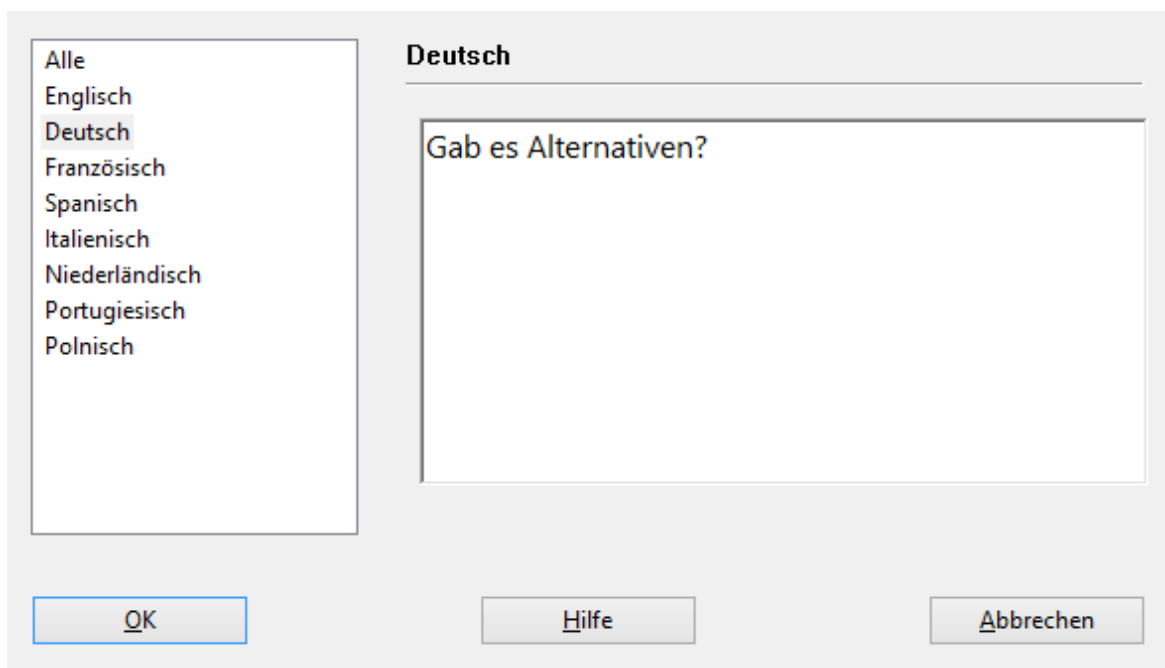 Alle
Englisch
Deutsch
Französisch
Spanisch
Italienisch
Niederländisch
Portugiesisch
Polnisch
Deutsch
Gab es Alternativen?
OK
Hilfe
Abbrechen